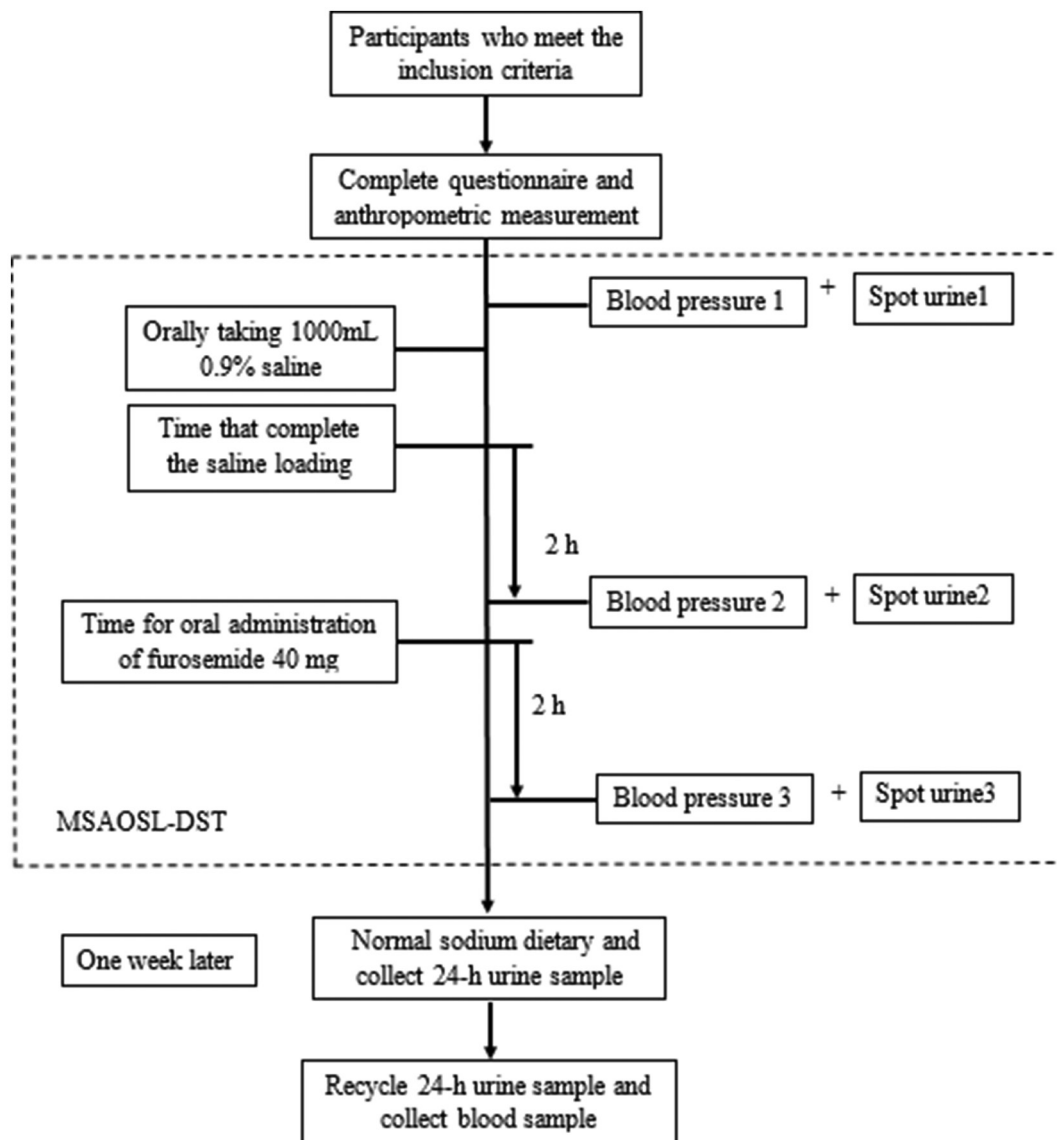 Participants who meet the
inclusion criteria
Complete questionnaire and
anthropometric measurement
Blood pressure 1 + Spot urine1
Orally taking 1000mL
0.9% saline
Time that complete
the saline loading
2 h
Blood pressure 2 + Spot urine2
Time for oral administration
of furosemide 40 mg
2 h
Blood pressure 3 + Spot urine3
MSAOSL-DST
Normal sodium dietary and
collect 24-h urine sample
One week later
Recycle 24-h urine sample and
collect blood sample